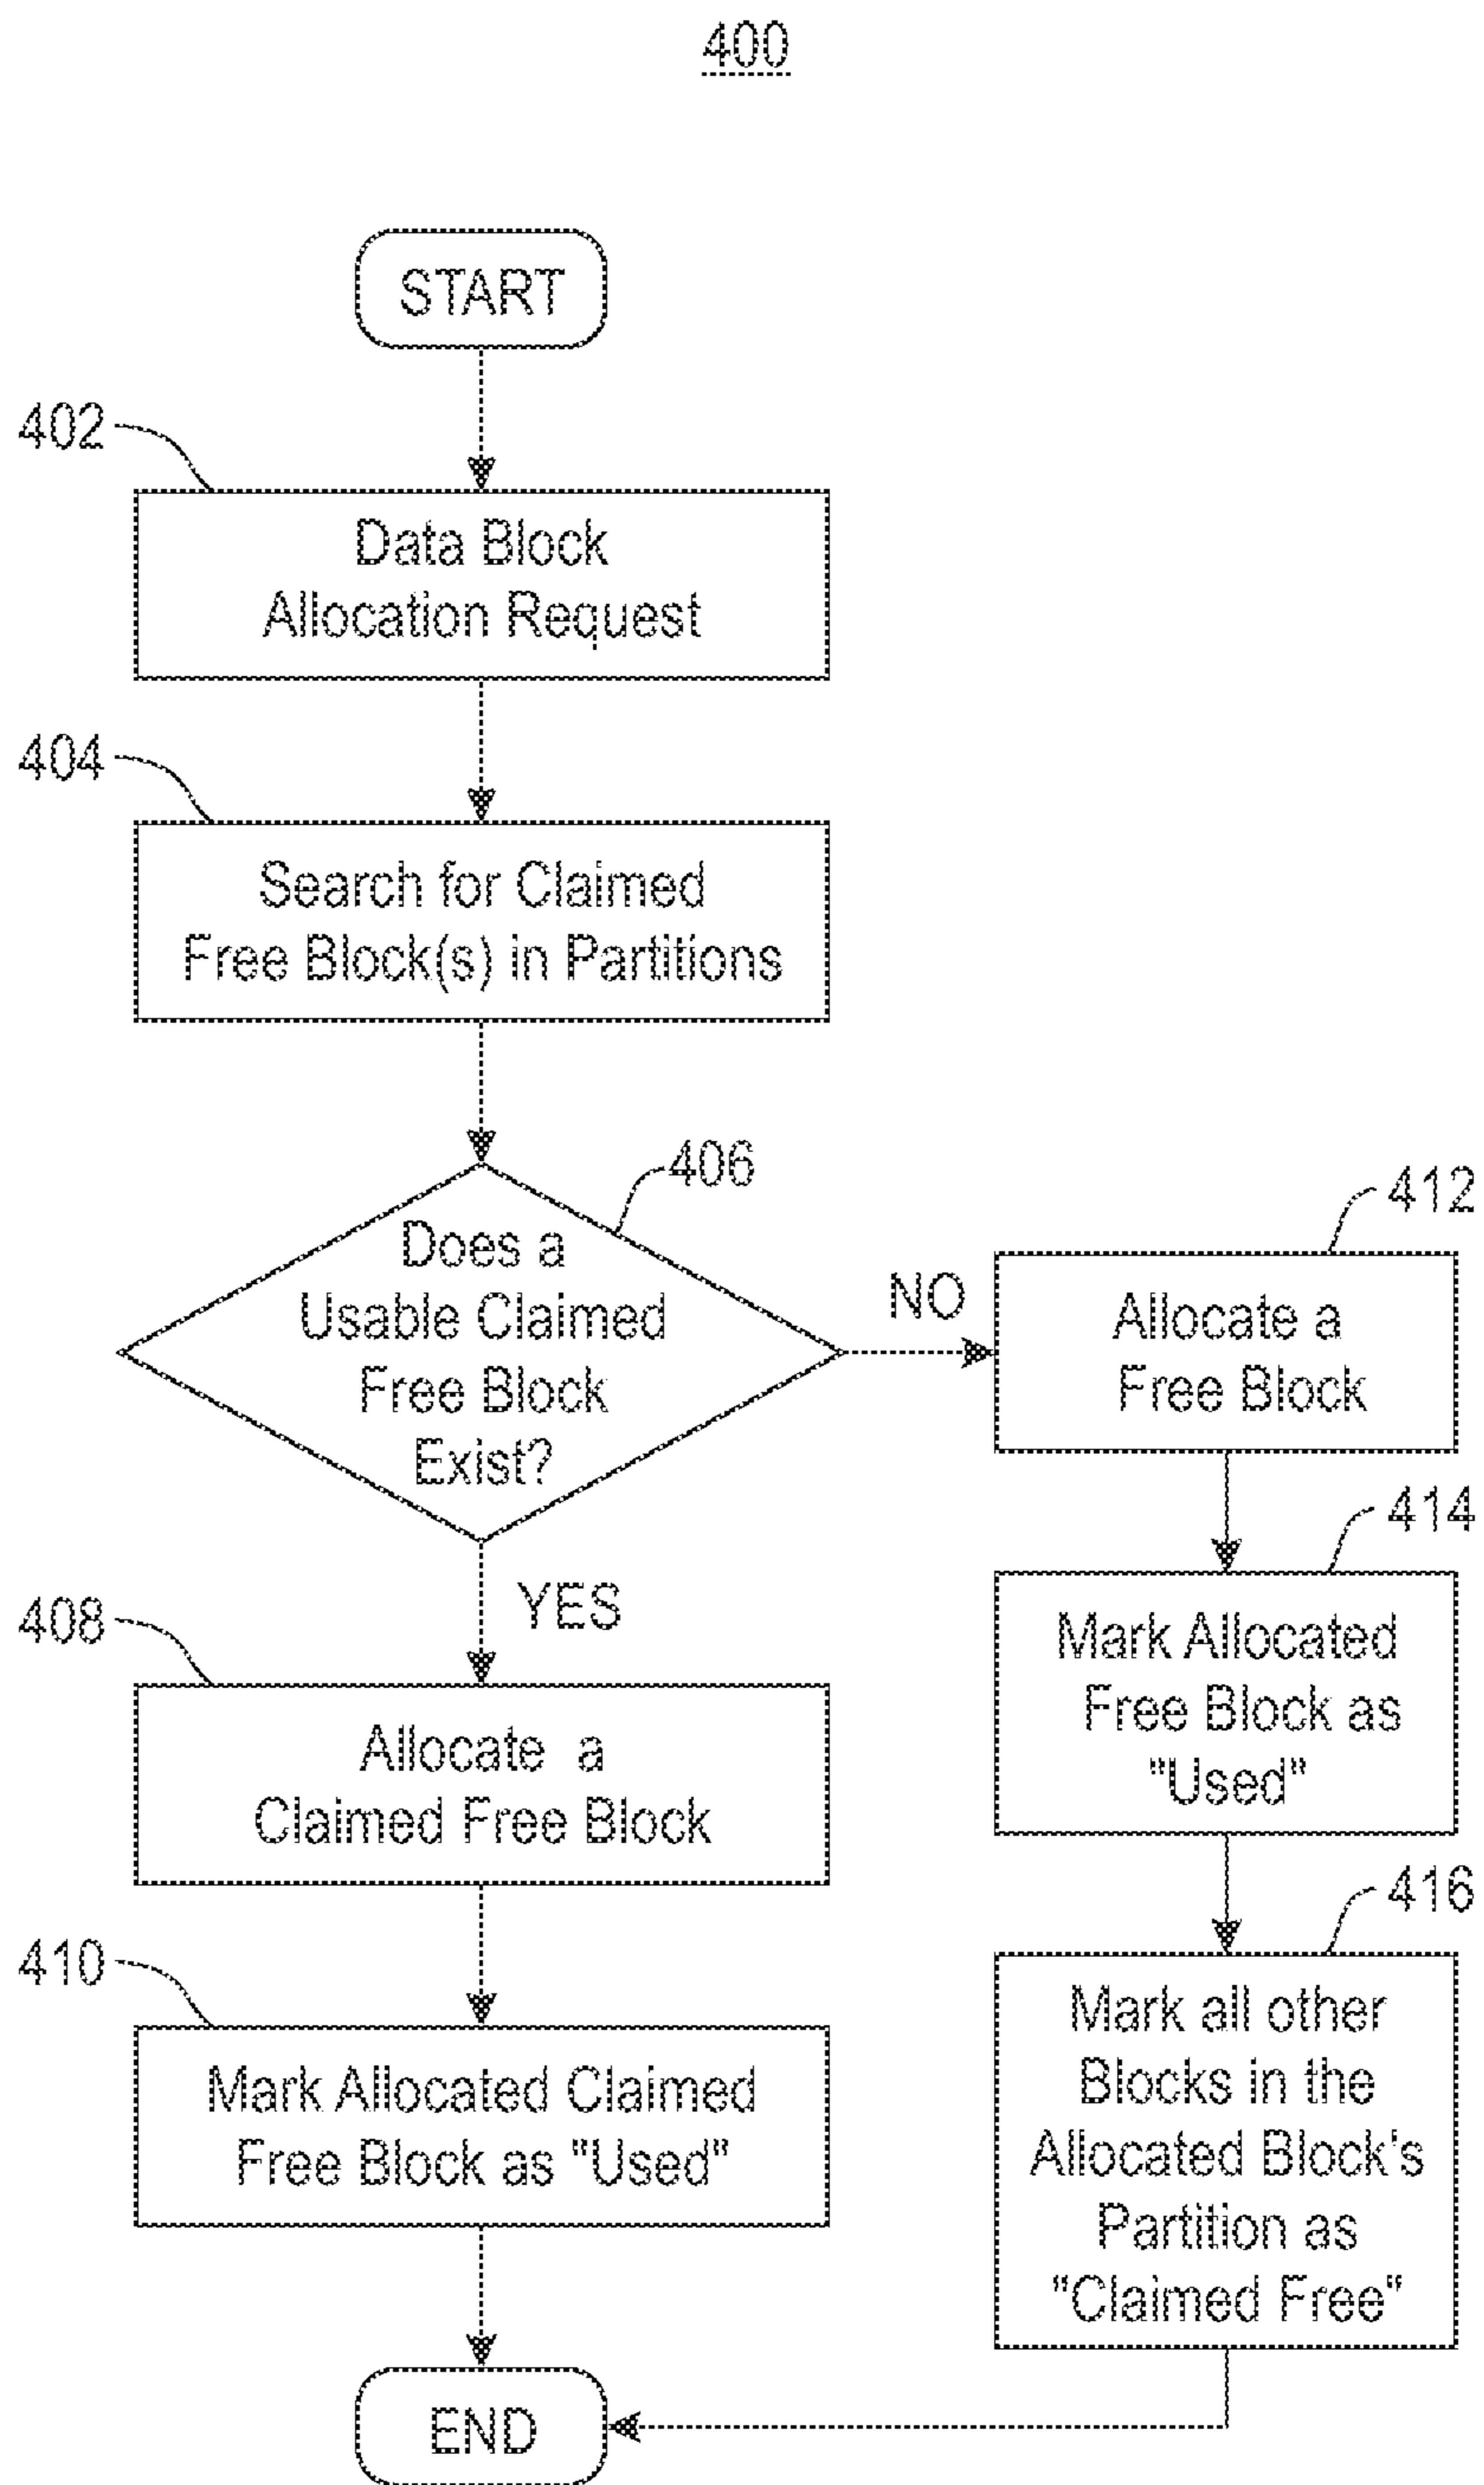 400
START
402
Data Block
Allocation Request
404
Search for Claimed
Free Block(s) in Partitions
406
Does a
Usable Claimed
Free Block
Exist?
NO
YES
408
Allocate a
Claimed Free Block
410
Mark Allocated Claimed
Free Block as "Used"
412
Allocate a
Free Block
414
Mark Allocated
Free Block as
"Used"
416
Mark all other
Blocks in the
Allocated Block's
Partition as
"Claimed Free"
END